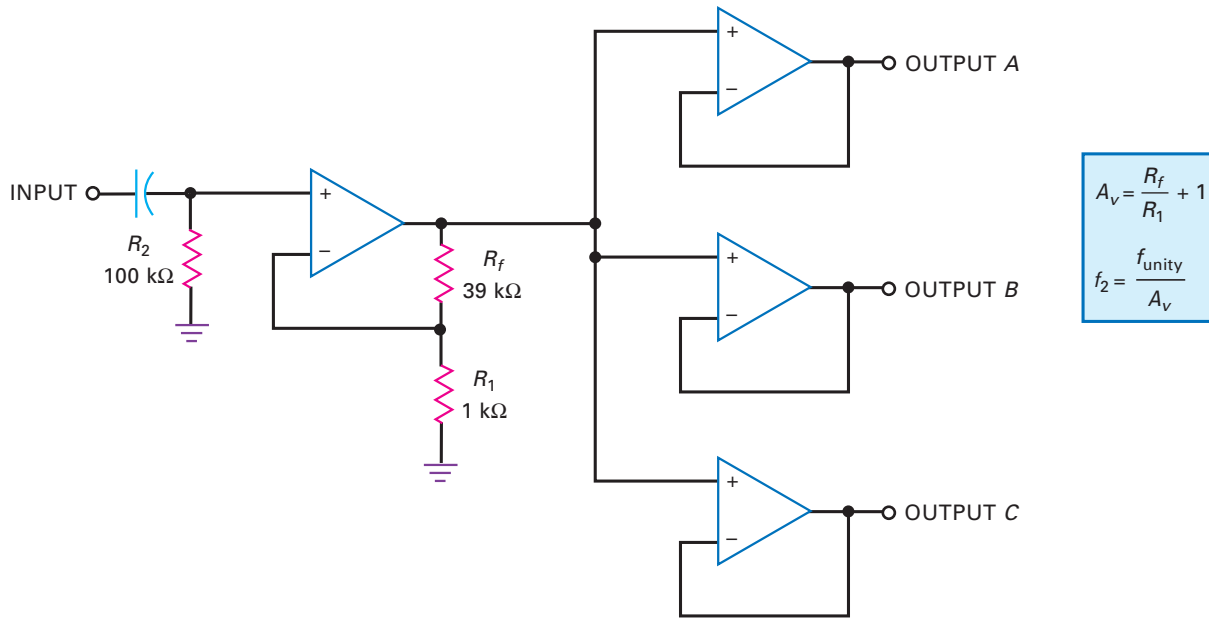 OUTPUT A
INPUT
R2
100 kΩ
Rf
39 kΩ
R1
1 kΩ
OUTPUT B
OUTPUT C
+
−
+
−
+
−
+
−
Av = Rf/R1 + 1
f2 = funity/Av